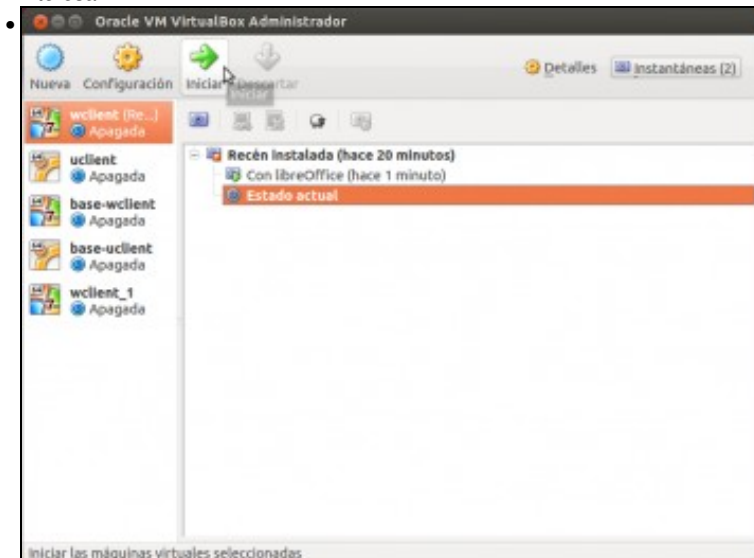 Oracle VM VirtualBox Administrador
Nueva Configuración Iniciar Descartar
Iniciar
Detalles Instantáneas (2)
wclient (Re...)
Apagada
uclient
Apagada
base-wclient
Apagada
base-uclient
Apagada
wclient_1
Apagada
Recén Instalada (hace 20 minutos)
Con libreOffice (hace 1 minuto)
Estado actual
Iniciar las máquinas virtuales seleccionadas